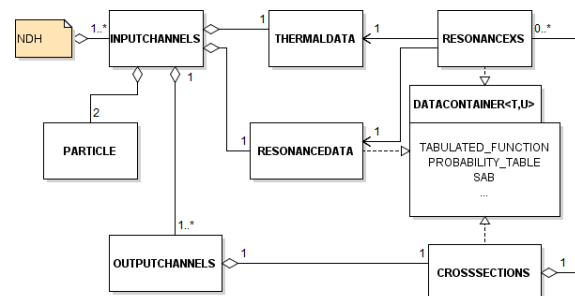 NDH
1..*
INPUTCHANNELS
1
THERMALDATA
1
RESONANCEXS
0..*
1
2
PARTICLE
1
RESONANCEDATA
1
DATACONTAINER<T,U>
TABULATED_FUNCTION
PROBABILITY_TABLE
SAB
...
1..*
OUTPUTCHANNELS
1
1
CROSSSECTIONS
1